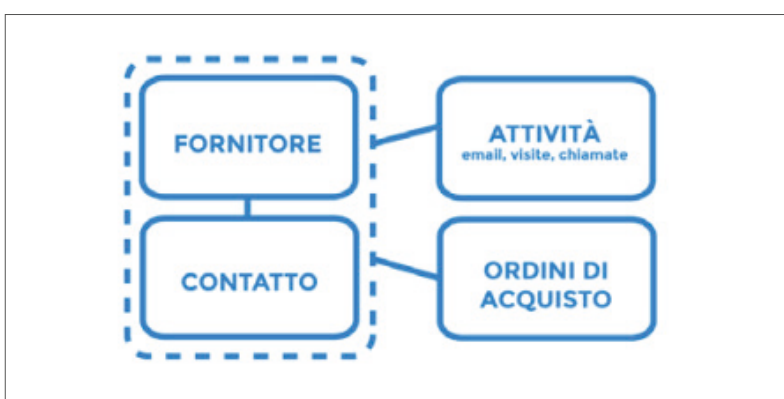 FORNITORE
ATTIVITÀ
email, visite, chiamate
CONTATTO
ORDINI DI
ACQUISTO